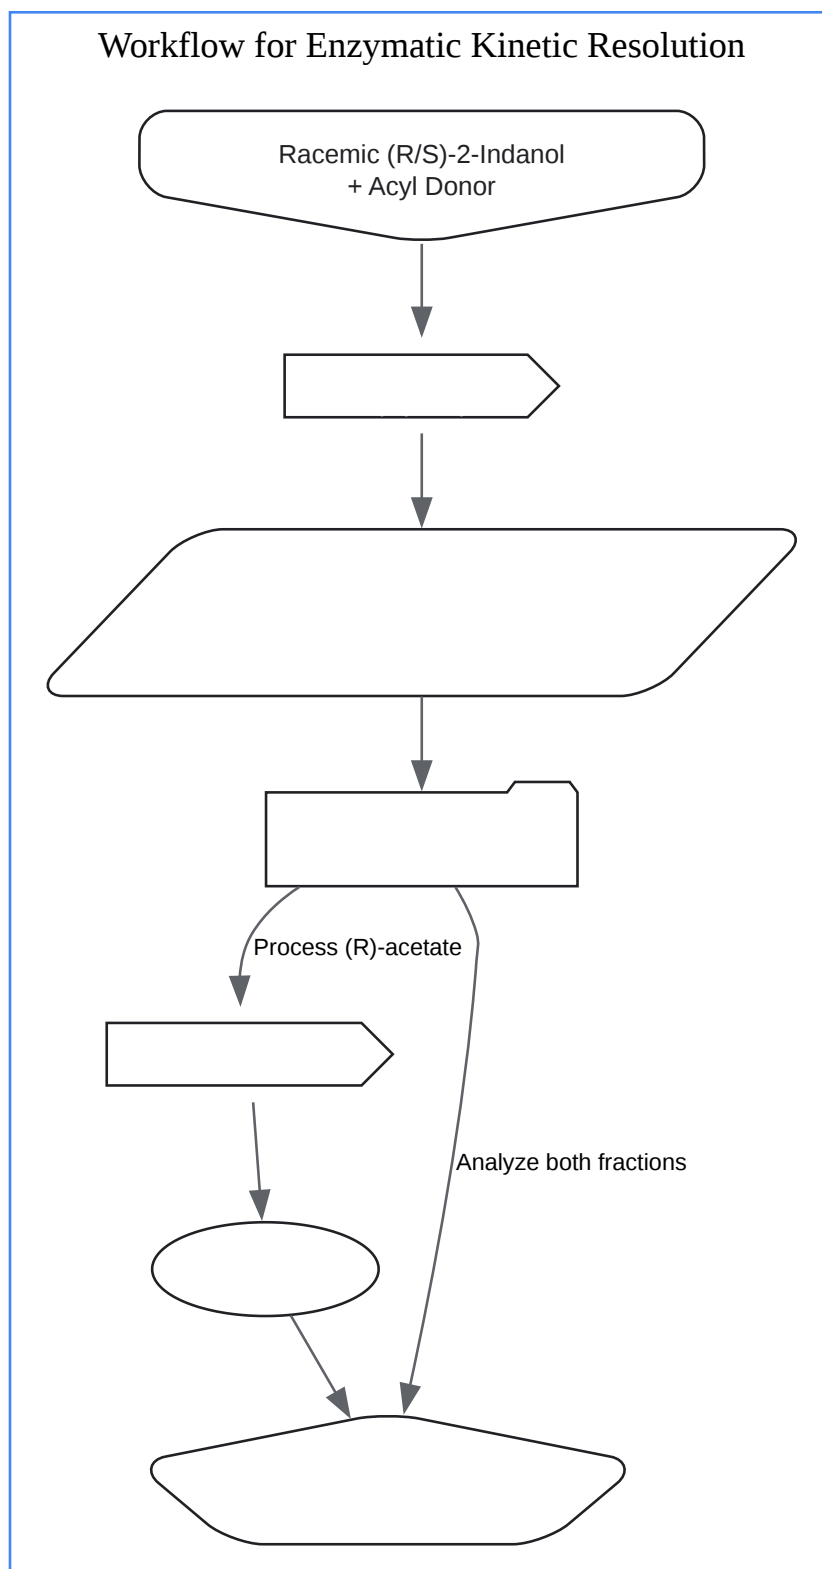 Workflow for Enzymatic Kinetic Resolution
Racemic (R/S)-2-Indanol
+ Acyl Donor
Process (R)-acetate
Analyze both fractions